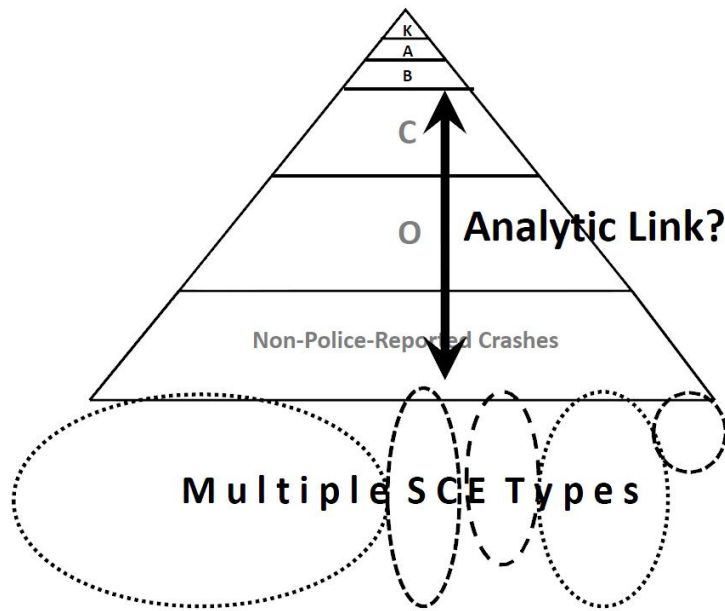 K
A
B
C
O
Analytic Link?
Non-Police-Reported Crashes
Multiple SCE Types